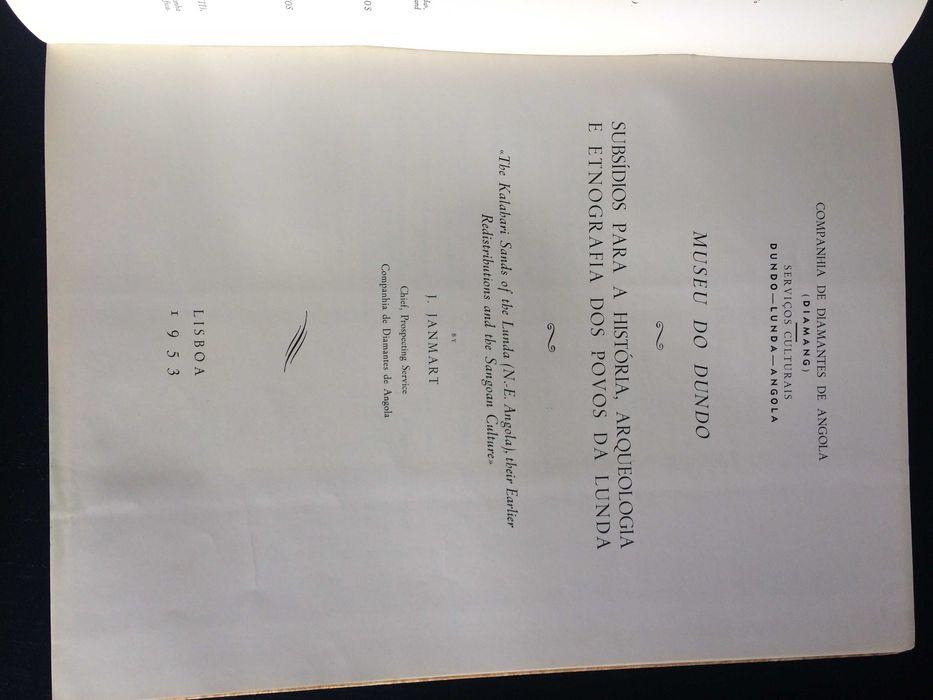 COMPANHIA DE DIAMANTES DE ANGOLA
(DIAMANG)
SERVIÇOS CULTURAIS
DUNDO—LUNDA—ANGOLA
MUSEU DO DUNDO
SUBSÍDIOS PARA A HISTÓRIA, ARQUEOLOGIA
E ETNOGRAFIA DOS POVOS DA LUNDA
«The Kalahari Sands of the Lunda (N.-E. Angola), their Earlier
Redistributions and the Sangoan Culture»
BY
J. JANMART
Chief, Prospecting Service
Companhia de Diamantes de Angola
LISBOA
1953